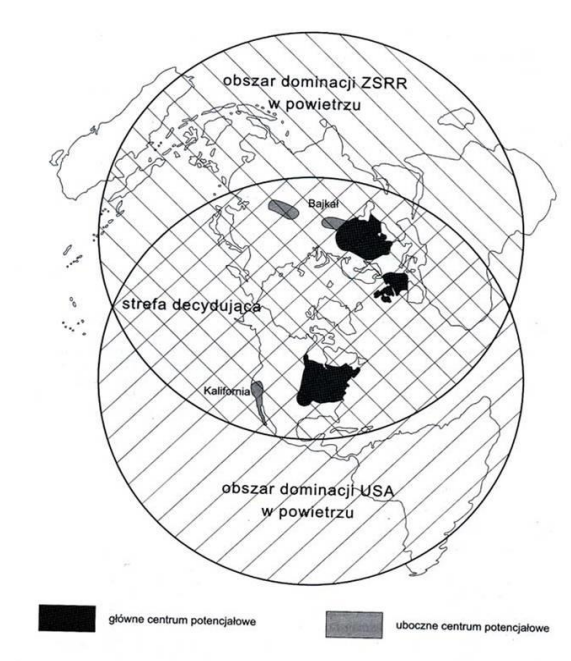 obszar dominacji ZSRR
w powietrzu
Bajkał
strefa decydująca
Kalifornia
obszar dominacji USA
w powietrzu
główne centrum potencjałowe
uboczne centrum potencjałowe